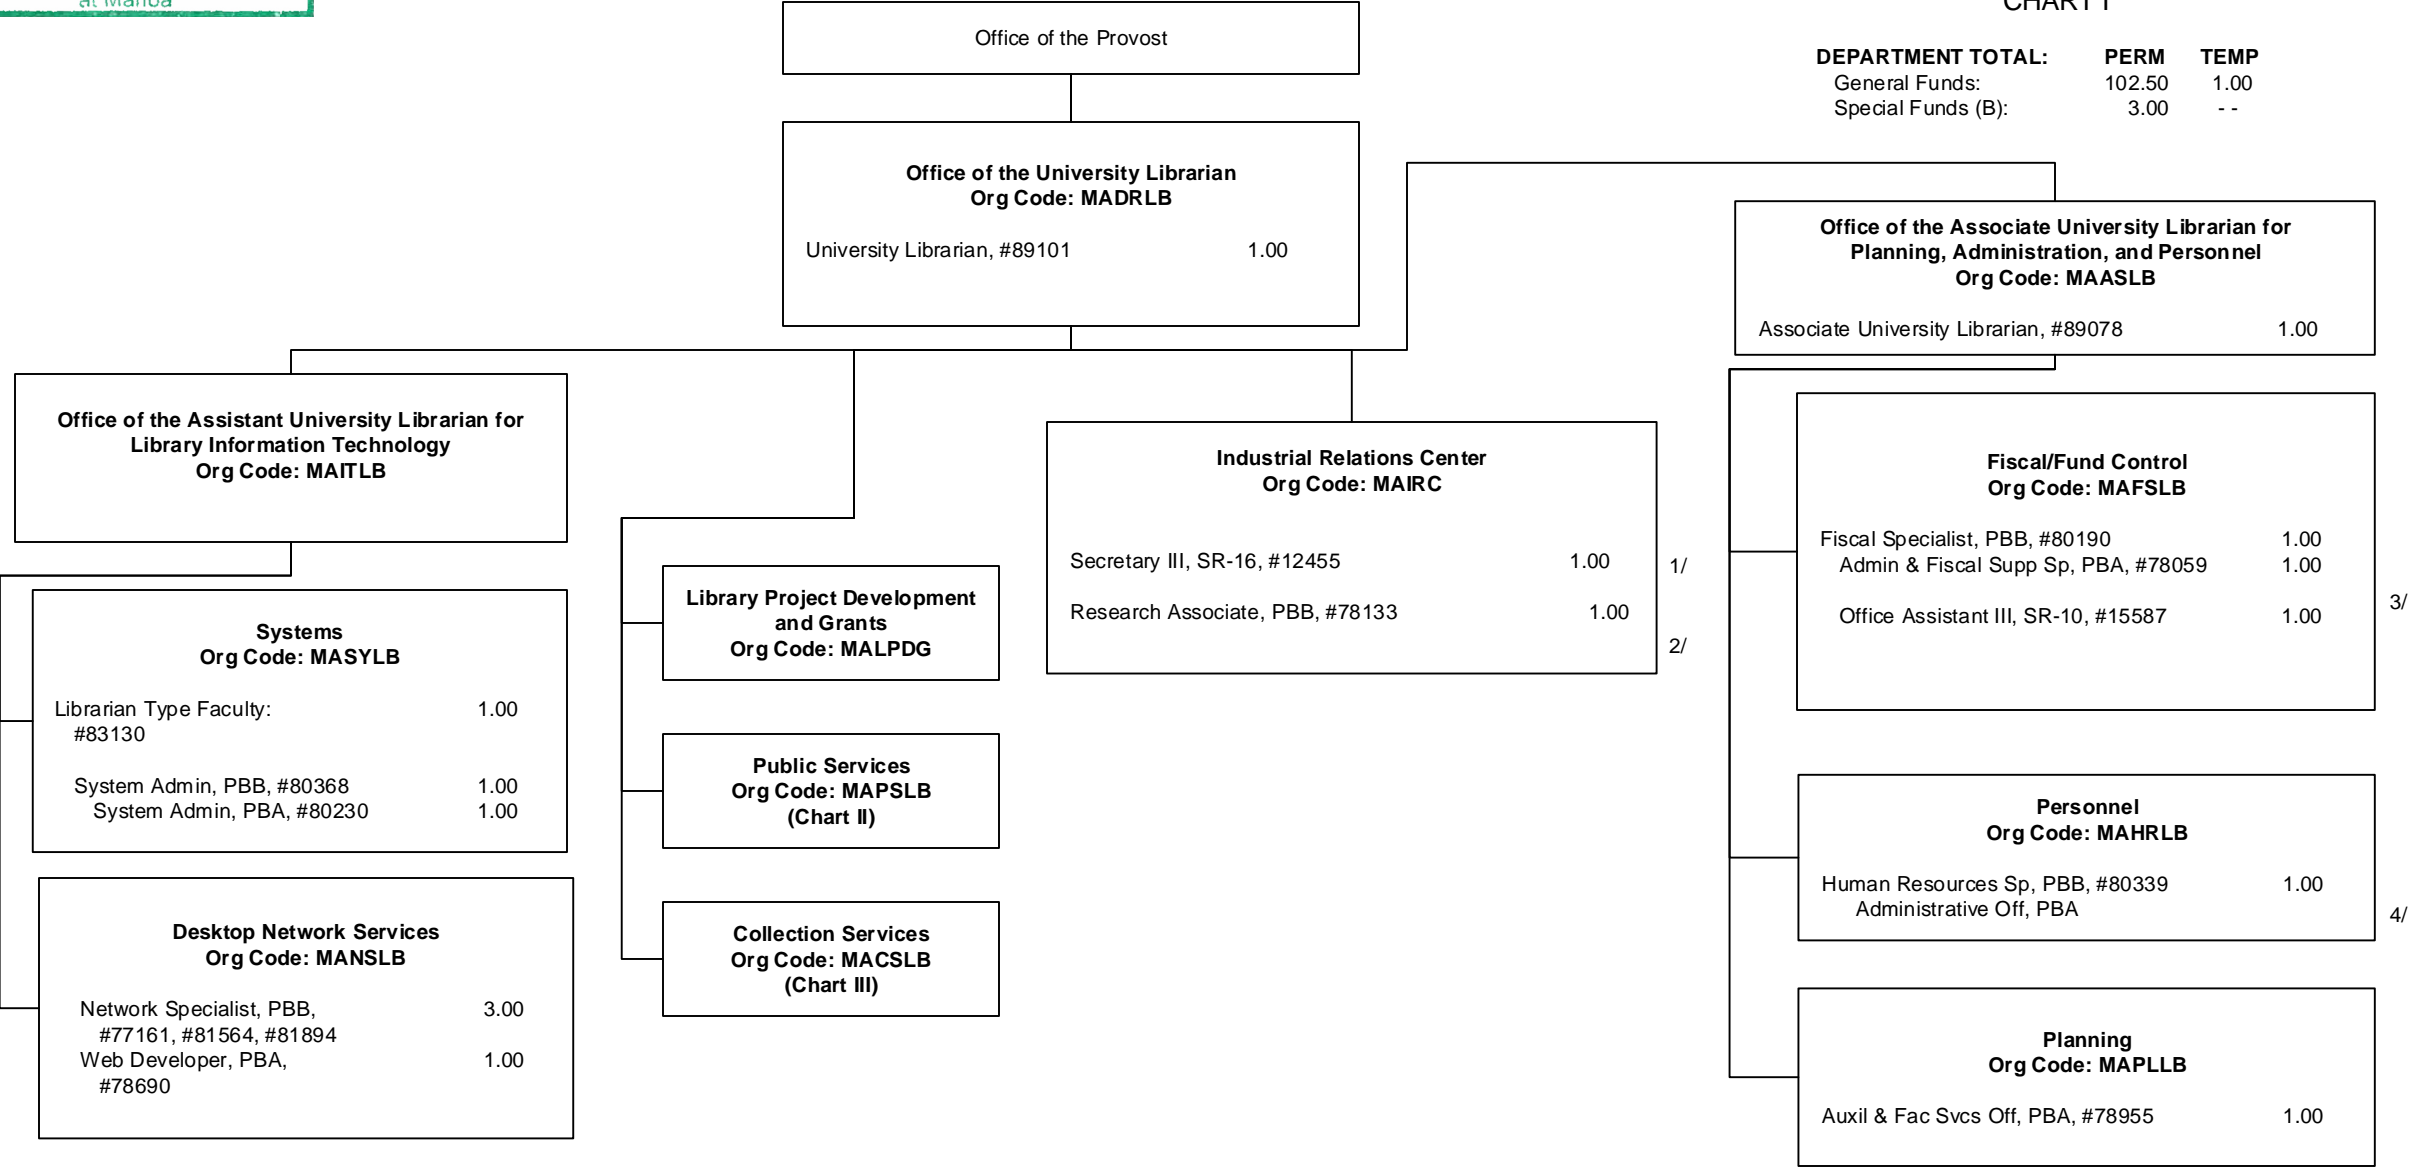 Office of the Provost
DEPARTMENT TOTAL: PERM TEMP
General Funds: 102.50 1.00
Special Funds (B): 3.00 - -
Office of the University Librarian
Org Code: MADRLB
University Librarian, #89101 1.00
Office of the Associate University Librarian for
Planning, Administration, and Personnel
Org Code: MAASLB
Associate University Librarian, #89078 1.00
Office of the Assistant University Librarian for
Library Information Technology
Org Code: MAITLB
Systems
Org Code: MASYLB
Librarian Type Faculty: 1.00
#83130
System Admin, PBB, #80368 1.00
System Admin, PBA, #80230 1.00
Desktop Network Services
Org Code: MANSLB
Network Specialist, PBB, 3.00
#77161, #81564, #81894
Web Developer, PBA, 1.00
#78690
Library Project Development
and Grants
Org Code: MALPDG
Public Services
Org Code: MAPSLB
(Chart II)
Collection Services
Org Code: MACSLB
(Chart III)
Industrial Relations Center
Org Code: MAIRC
Secretary III, SR-16, #12455 1.00 1/
Research Associate, PBB, #78133 1.00
2/
Fiscal/Fund Control
Org Code: MAFSLB
Fiscal Specialist, PBB, #80190 1.00
Admin & Fiscal Supp Sp, PBA, #78059 1.00
3/
Office Assistant III, SR-10, #15587 1.00
Personnel
Org Code: MAHRLB
Human Resources Sp, PBB, #80339 1.00
Administrative Off, PBA 4/
Planning
Org Code: MAPLLB
Auxil & Fac Svcs Off, PBA, #78955 1.00